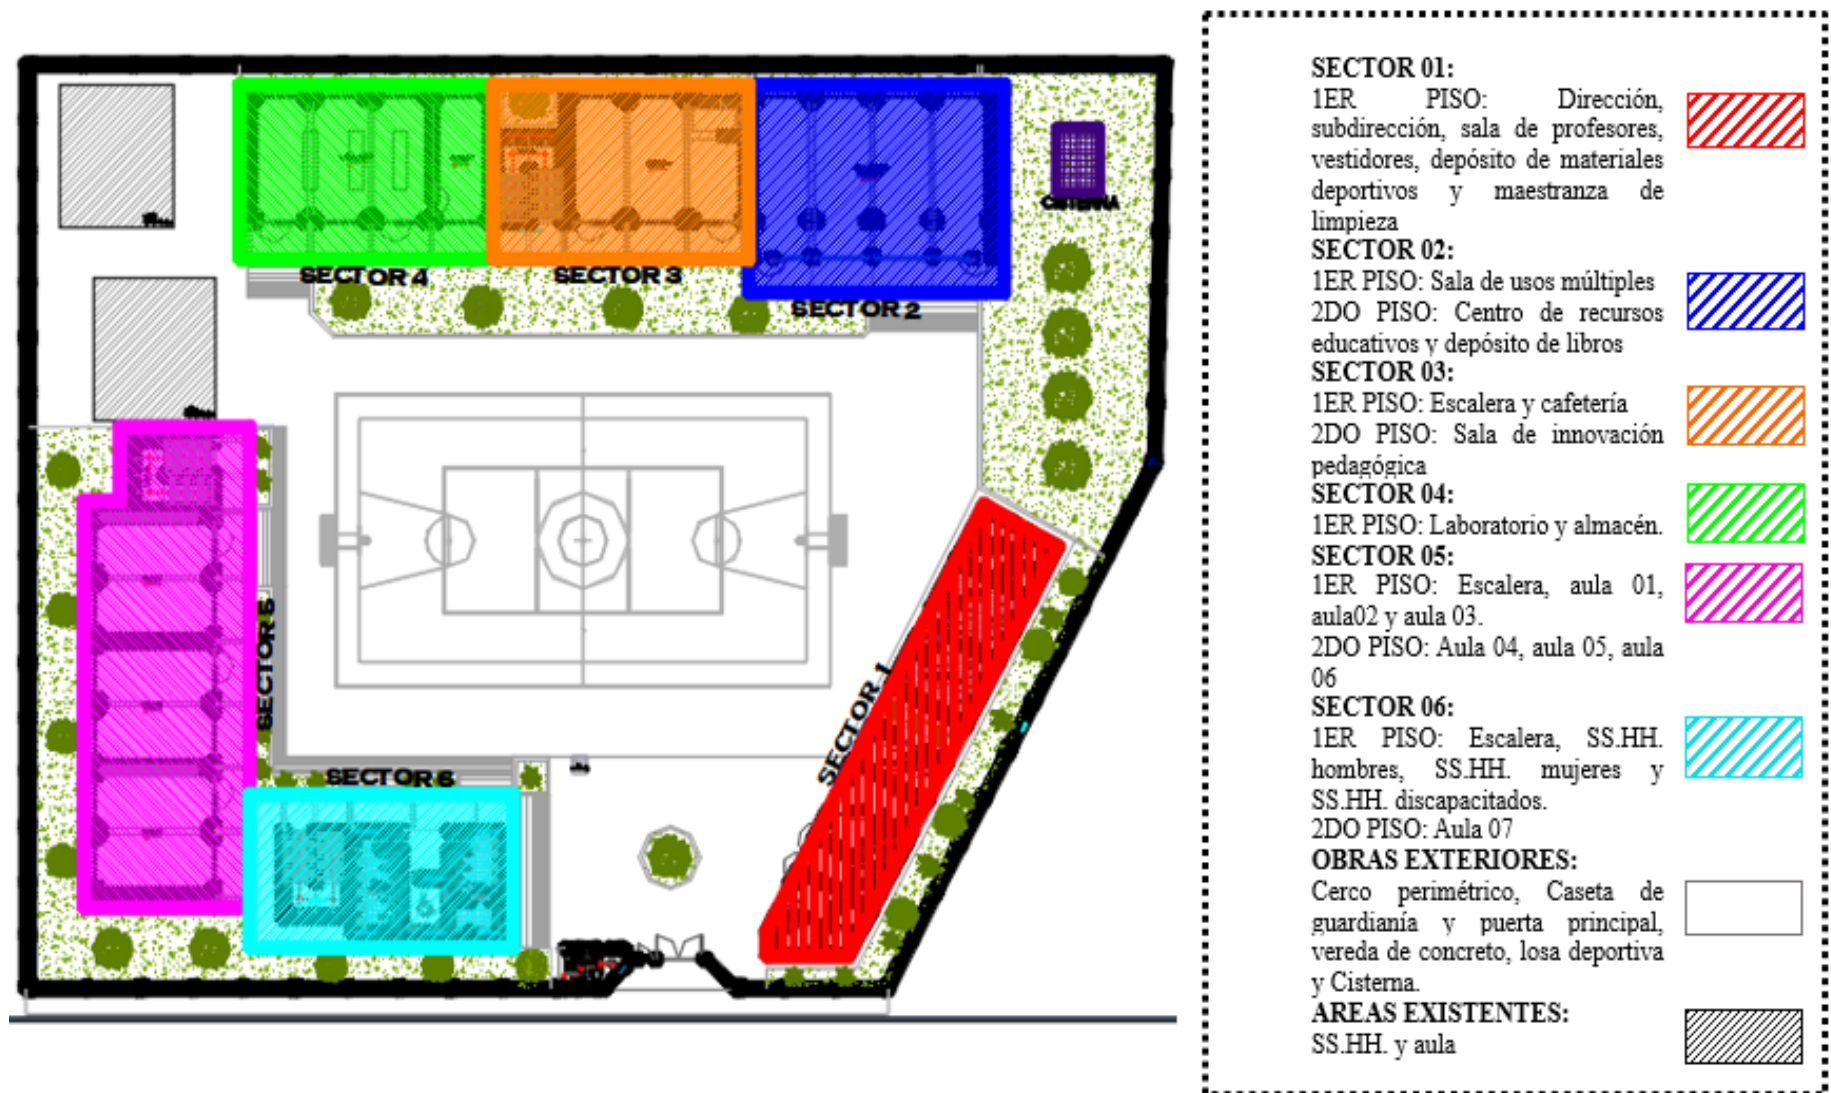 CISTERNA
SECTOR 4
SECTOR 3
SECTOR 2
SECTOR 5
SECTOR 1
SECTOR 6
SECTOR 01:
1ER PISO: Dirección,
subdirección, sala de profesores,
vestidores, depósito de materiales
deportivos y maestranza de
limpieza
SECTOR 02:
1ER PISO: Sala de usos múltiples
2DO PISO: Centro de recursos
educativos y depósito de libros
SECTOR 03:
1ER PISO: Escalera y cafetería
2DO PISO: Sala de innovación
pedagógica
SECTOR 04:
1ER PISO: Laboratorio y almacén.
SECTOR 05:
1ER PISO: Escalera, aula 01,
aula02 y aula 03.
2DO PISO: Aula 04, aula 05, aula
06
SECTOR 06:
1ER PISO: Escalera, SS.HH.
hombres, SS.HH. mujeres y
SS.HH. discapacitados.
2DO PISO: Aula 07
OBRAS EXTERIORES:
Cerco perimétrico, Caseta de
guardianía y puerta principal,
vereda de concreto, losa deportiva
y Cisterna.
AREAS EXISTENTES:
SS.HH. y aula